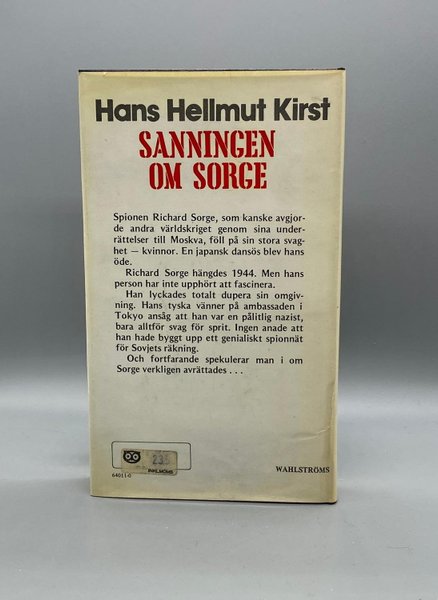 Hans Hellmut Kirst
SANNINGEN
OM SORGE
Spionen Richard Sorge, som kanske avgjor-
de andra världskriget genom sina under-
rättelser till Moskva, föll på sin stora svag-
het — kvinnor. En japansk dansös blev hans
öde.
Richard Sorge hängdes 1944. Men hans
person har inte upphört att fascinera.
Han lyckades totalt dupera sin omgiv-
ning. Hans tyska vänner på ambassaden i
Tokyo ansåg att han var en pålitlig nazist,
bara alltför svag för sprit. Ingen anade att
han hade byggt upp ett genialiskt spionnät
för Sovjets räkning.
Och fortfarande spekulerar man i om
Sorge verkligen avrättades . . .
INKL.MOMS
64011-0
WAHLSTRÖMS